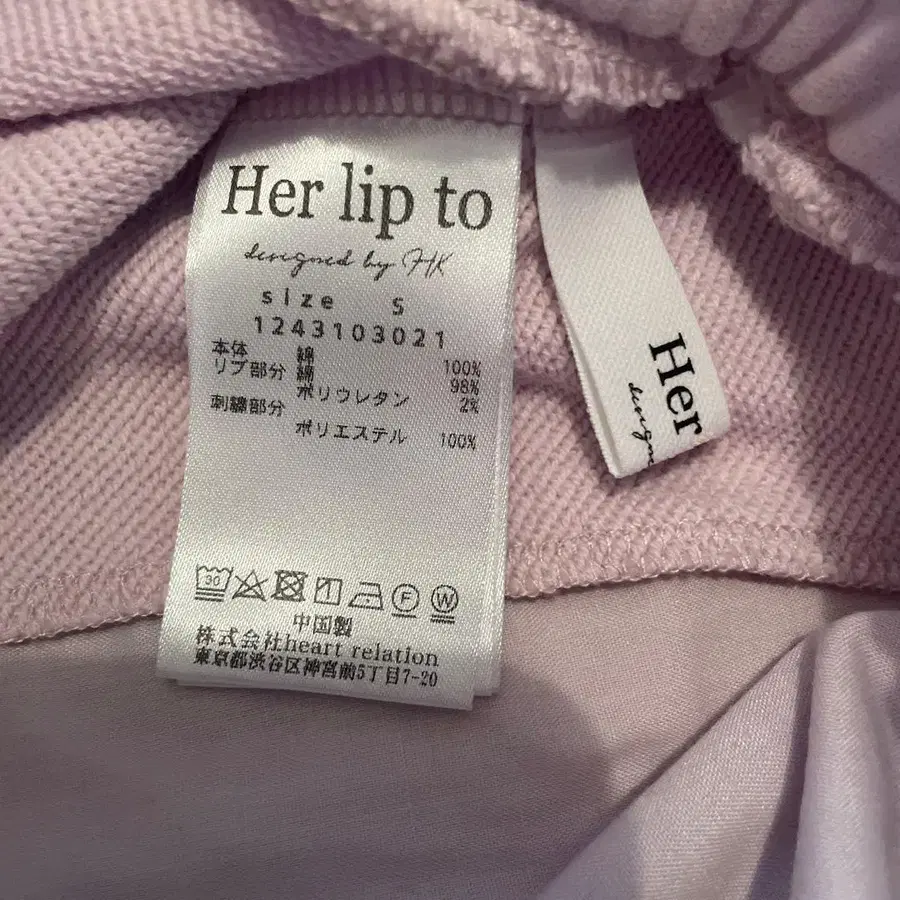 Her lip to
designed by HK
size S
1243103021
本体 綿 100%
リブ部分 綿 98%
ポリウレタン 2%
刺繍部分
ポリエステル 100%
30
F W
中国製
株式会社heart relation
東京都渋谷区神宮前5丁目7-20
Her
designe